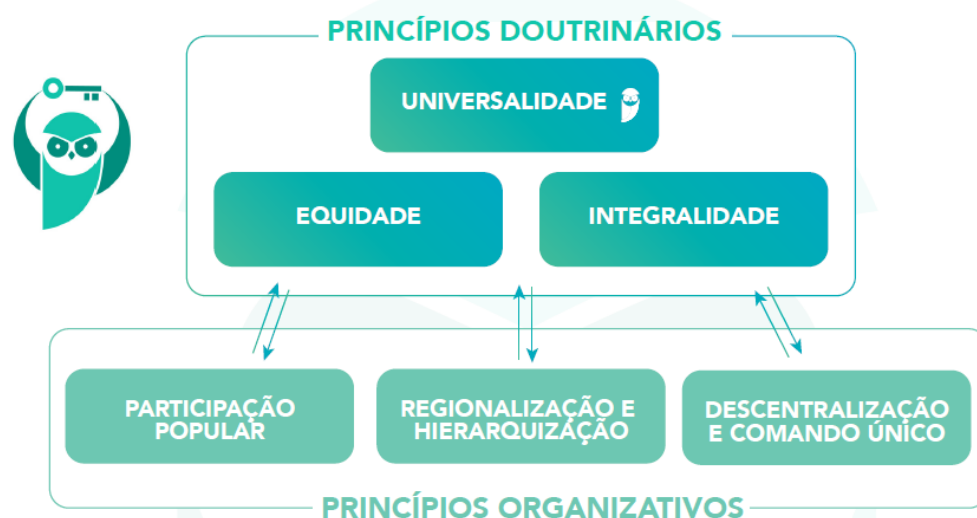 PRINCÍPIOS DOUTRINÁRIOS
UNIVERSALIDADE
EQUIDADE
INTEGRALIDADE
PARTICIPAÇÃO
POPULAR
REGIONALIZAÇÃO E
HIERARQUIZAÇÃO
DESCENTRALIZAÇÃO
E COMANDO ÚNICO
PRINCÍPIOS ORGANIZATIVOS